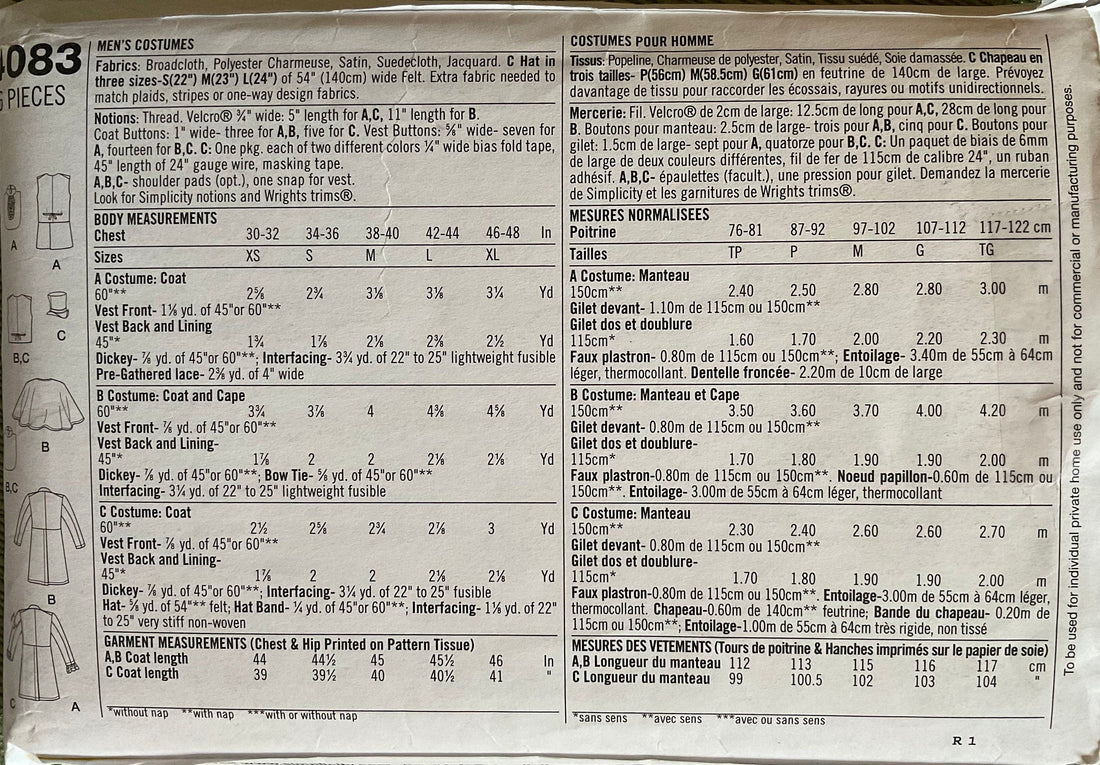 4083
PIECES
MEN'S COSTUMES
Fabrics: Broadcloth, Polyester Charmeuse, Satin, Suedecloth, Jacquard. C Hat in
three sizes-S(22") M(23") L(24") of 54" (140cm) wide Felt. Extra fabric needed to
match plaids, stripes or one-way design fabrics.
Notions: Thread. Velcro® ¾" wide: 5" length for A,C, 11" length for B.
Coat Buttons: 1" wide- three for A,B, five for C. Vest Buttons: ⅝" wide- seven for
A, fourteen for B,C. C: One pkg. each of two different colors ¼" wide bias fold tape,
45" length of 24" gauge wire, masking tape.
A,B,C- shoulder pads (opt.), one snap for vest.
Look for Simplicity notions and Wrights trims®.
BODY MEASUREMENTS
Chest 30-32 34-36 38-40 42-44 46-48 In
Sizes XS S M L XL
A Costume: Coat
60"** 2⅝ 2¾ 3⅛ 3⅛ 3¼ Yd
Vest Front- 1⅛ yd. of 45"or 60"**
Vest Back and Lining
45"* 1¾ 1⅞ 2⅛ 2⅜ 2½ Yd
Dickey- ⅞ yd. of 45"or 60"**; Interfacing- 3¾ yd. of 22" to 25" lightweight fusible
Pre-Gathered lace- 2⅜ yd. of 4" wide
B Costume: Coat and Cape
60"** 3¾ 3⅞ 4 4⅜ 4⅝ Yd
Vest Front- ⅞ yd. of 45"or 60"**
Vest Back and Lining-
45"* 1⅞ 2 2 2⅛ 2⅛ Yd
Dickey- ⅞ yd. of 45"or 60"**; Bow Tie- ⅝ yd. of 45"or 60"**
Interfacing- 3¼ yd. of 22" to 25" lightweight fusible
C Costume: Coat
60"** 2½ 2⅝ 2¾ 2⅞ 3 Yd
Vest Front- ⅞ yd. of 45"or 60"**
Vest Back and Lining-
45"* 1⅞ 2 2 2⅛ 2⅛ Yd
Dickey- ⅞ yd. of 45"or 60"**; Interfacing- 3¼ yd. of 22" to 25" fusible
Hat- ⅝ yd. of 54"** felt; Hat Band- ¼ yd. of 45"or 60"**; Interfacing- 1⅛ yd. of 22"
to 25" very stiff non-woven
GARMENT MEASUREMENTS (Chest & Hip Printed on Pattern Tissue)
A,B Coat length 44 44½ 45 45½ 46 In
C Coat length 39 39½ 40 40½ 41 "
*without nap **with nap ***with or without nap
COSTUMES POUR HOMME
Tissus: Popeline, Charmeuse de polyester, Satin, Tissu suédé, Soie damassée. C Chapeau en
trois tailles- P(56cm) M(58.5cm) G(61cm) en feutrine de 140cm de large. Prévoyez
davantage de tissu pour raccorder les écossais, rayures ou motifs unidirectionnels.
Mercerie: Fil. Velcro® de 2cm de large: 12.5cm de long pour A,C, 28cm de long pour
B. Boutons pour manteau: 2.5cm de large- trois pour A,B, cinq pour C. Boutons pour
gilet: 1.5cm de large- sept pour A, quatorze pour B,C. C: Un paquet de biais de 6mm
de large de deux couleurs différentes, fil de fer de 115cm de calibre 24", un ruban
adhésif. A,B,C- épaulettes (facult.), une pression pour gilet. Demandez la mercerie
de Simplicity et les garnitures de Wrights trims®.
MESURES NORMALISEES
Poitrine 76-81 87-92 97-102 107-112 117-122 cm
Tailles TP P M G TG
A Costume: Manteau
150cm** 2.40 2.50 2.80 2.80 3.00 m
Gilet devant- 1.10m de 115cm ou 150cm**
Gilet dos et doublure
115cm* 1.60 1.70 2.00 2.20 2.30 m
Faux plastron- 0.80m de 115cm ou 150cm**; Entoilage- 3.40m de 55cm à 64cm
léger, thermocollant. Dentelle froncée- 2.20m de 10cm de large
B Costume: Manteau et Cape
150cm** 3.50 3.60 3.70 4.00 4.20 m
Gilet devant- 0.80m de 115cm ou 150cm**
Gilet dos et doublure-
115cm* 1.70 1.80 1.90 1.90 2.00 m
Faux plastron-0.80m de 115cm ou 150cm**. Noeud papillon-0.60m de 115cm ou
150cm**. Entoilage- 3.00m de 55cm à 64cm léger, thermocollant
C Costume: Manteau
150cm** 2.30 2.40 2.60 2.60 2.70 m
Gilet devant- 0.80m de 115cm ou 150cm**
Gilet dos et doublure-
115cm* 1.70 1.80 1.90 1.90 2.00 m
Faux plastron-0.80m de 115cm ou 150cm**. Entoilage-3.00m de 55cm à 64cm léger,
thermocollant. Chapeau-0.60m de 140cm** feutrine; Bande du chapeau- 0.20m de
115cm ou 150cm**; Entoilage-1.00m de 55cm à 64cm très rigide, non tissé
MESURES DES VETEMENTS (Tours de poitrine & Hanches imprimés sur le papier de soie)
A,B Longueur du manteau 112 113 115 116 117 cm
C Longueur du manteau 99 100.5 102 103 104 "
*sans sens **avec sens ***avec ou sans sens
R 1
To be used for individual private home use only and not for commercial or manufacturing purposes.
A
A
B,C
C
B
B,C
B
C
A